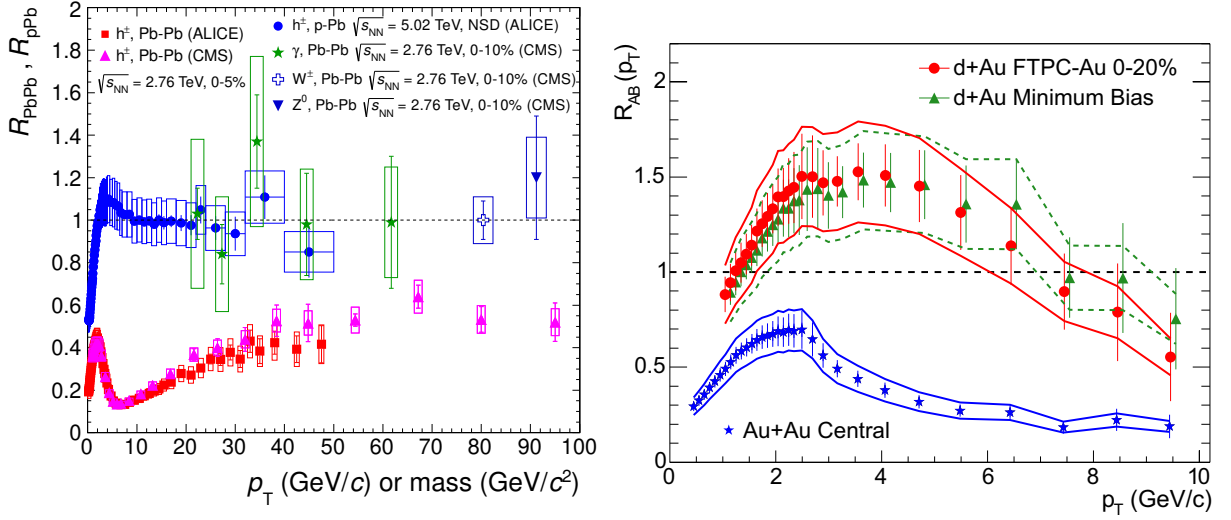 R_PbPb , R_pPb
2
1.8
1.6
1.4
1.2
1
0.8
0.6
0.4
0.2
0
h±, Pb-Pb (ALICE)
h±, Pb-Pb (CMS)
√s_NN = 2.76 TeV, 0-5%
h±, p-Pb √s_NN = 5.02 TeV, NSD (ALICE)
γ, Pb-Pb √s_NN = 2.76 TeV, 0-10% (CMS)
W±, Pb-Pb √s_NN = 2.76 TeV, 0-10% (CMS)
Z⁰, Pb-Pb √s_NN = 2.76 TeV, 0-10% (CMS)
0 10 20 30 40 50 60 70 80 90 100
p_T (GeV/c) or mass (GeV/c²)
R_AB(p_T)
2
1.5
1
0.5
0
d+Au FTPC-Au 0-20%
d+Au Minimum Bias
Au+Au Central
0 2 4 6 8 10
p_T (GeV/c)